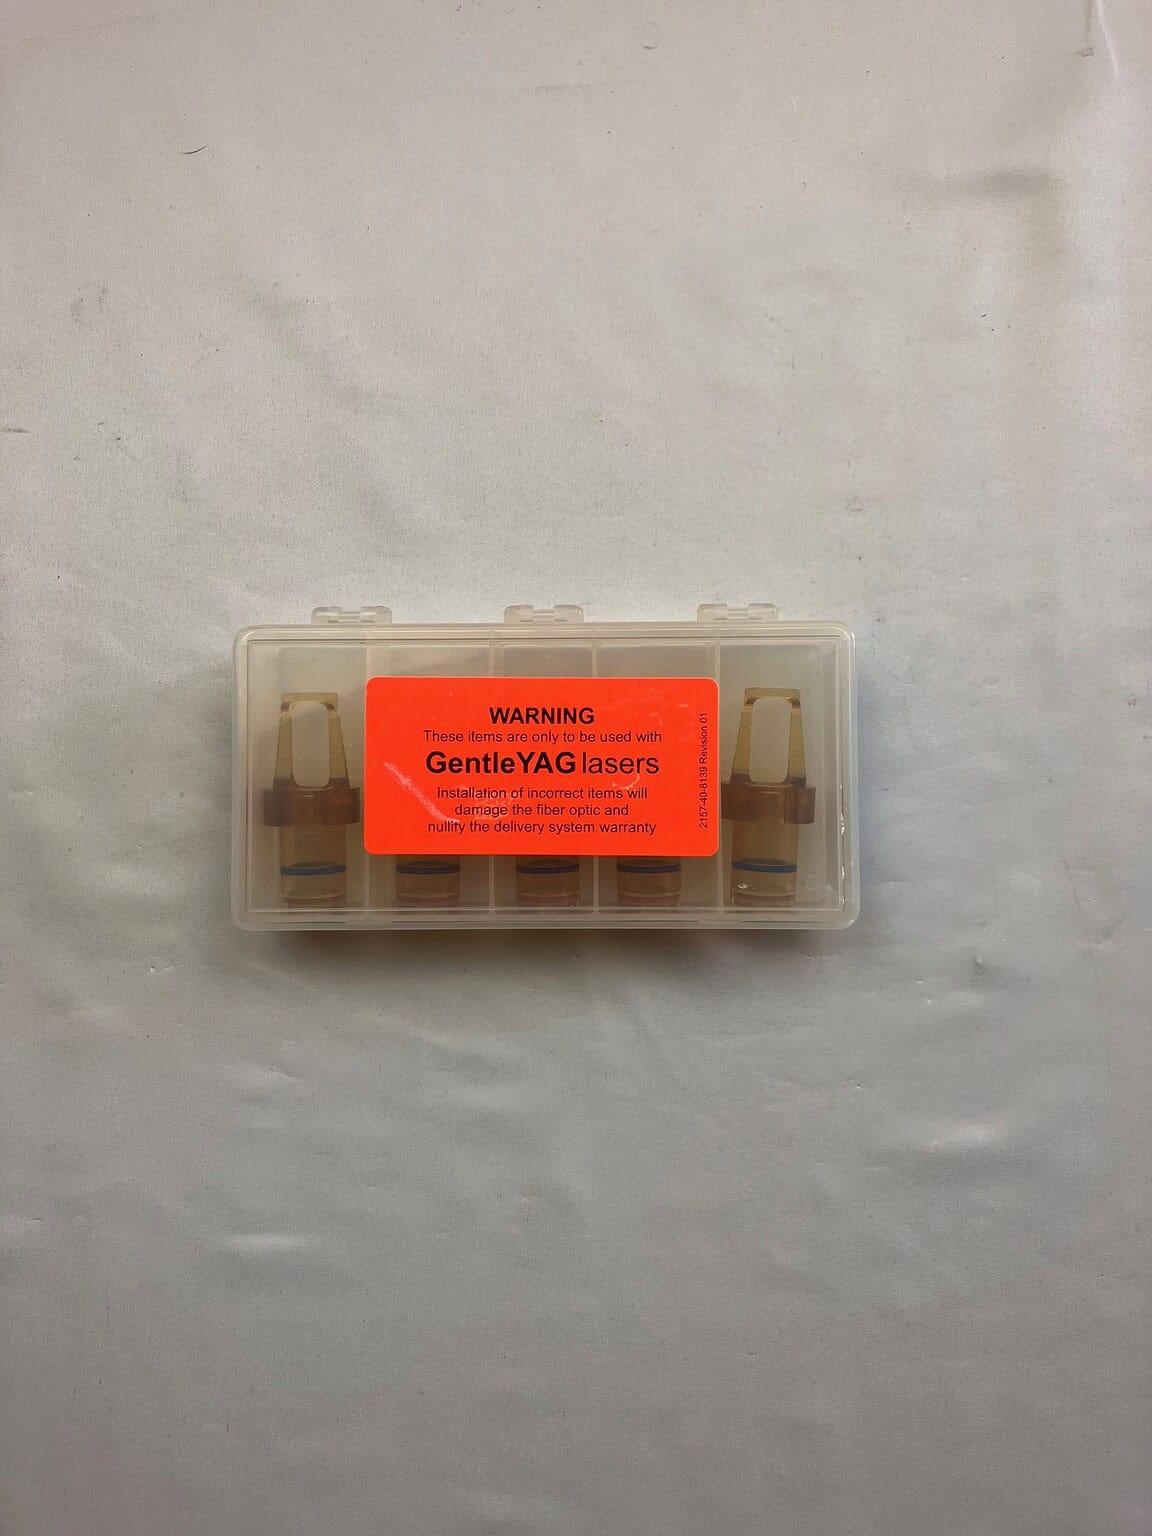 WARNING
These items are only to be used with
GentleYAG lasers
Installation of incorrect items will
damage the fiber optic and
nullify the delivery system warranty
2157-40-8139 Revision 01